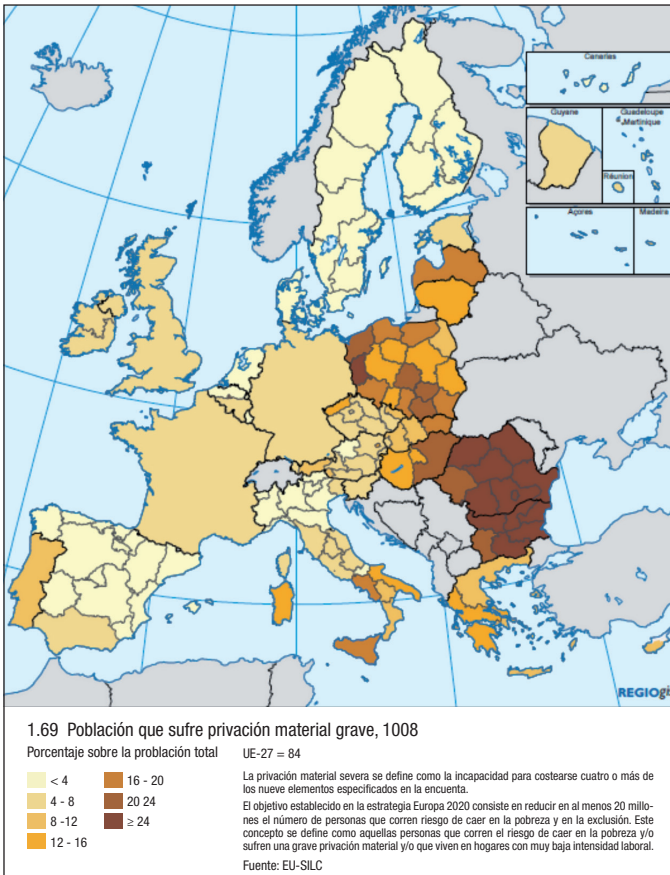 Canarias
Guyane
Guadeloupe
Martinique
Réunion
Açores
Madeira
REGIOgis
1.69 Población que sufre privación material grave, 1008
Porcentaje sobre la problación total
UE-27 = 84
< 4
4 - 8
8 -12
12 - 16
16 - 20
20 24
≥ 24
La privación material severa se define como la incapacidad para costearse cuatro o más de
los nueve elementos especificados en la encuenta.
El objetivo establecido en la estrategia Europa 2020 consiste en reducir en al menos 20 millo-
nes el número de personas que corren riesgo de caer en la pobreza y en la exclusión. Este
concepto se define como aquellas personas que corren el riesgo de caer en la pobreza y/o
sufren una grave privación material y/o que viven en hogares con muy baja intensidad laboral.
Fuente: EU-SILC